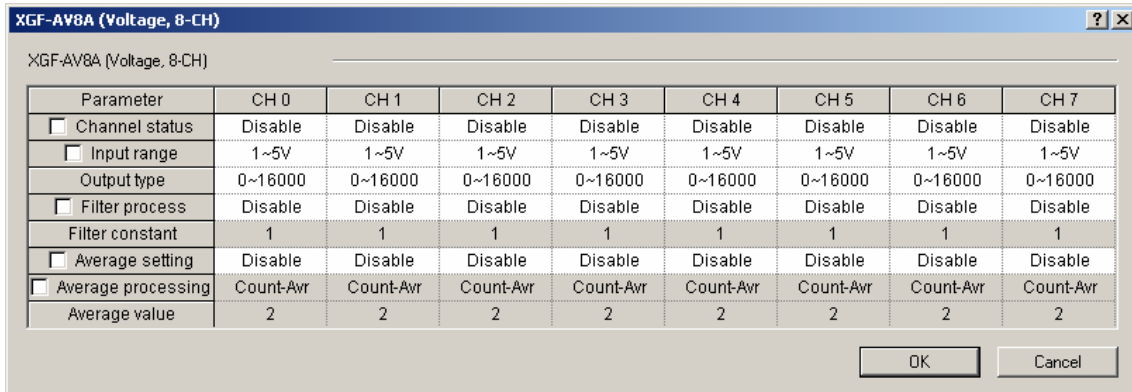 XGF-AV8A (Voltage, 8-CH)
XGF-AV8A (Voltage, 8-CH)
Parameter CH 0 CH 1 CH 2 CH 3 CH 4 CH 5 CH 6 CH 7
Channel status Disable Disable Disable Disable Disable Disable Disable Disable
Input range 1~5V 1~5V 1~5V 1~5V 1~5V 1~5V 1~5V 1~5V
Output type 0~16000 0~16000 0~16000 0~16000 0~16000 0~16000 0~16000 0~16000
Filter process Disable Disable Disable Disable Disable Disable Disable Disable
Filter constant 1 1 1 1 1 1 1 1
Average setting Disable Disable Disable Disable Disable Disable Disable Disable
Average processing Count-Avr Count-Avr Count-Avr Count-Avr Count-Avr Count-Avr Count-Avr Count-Avr
Average value 2 2 2 2 2 2 2 2
OK Cancel